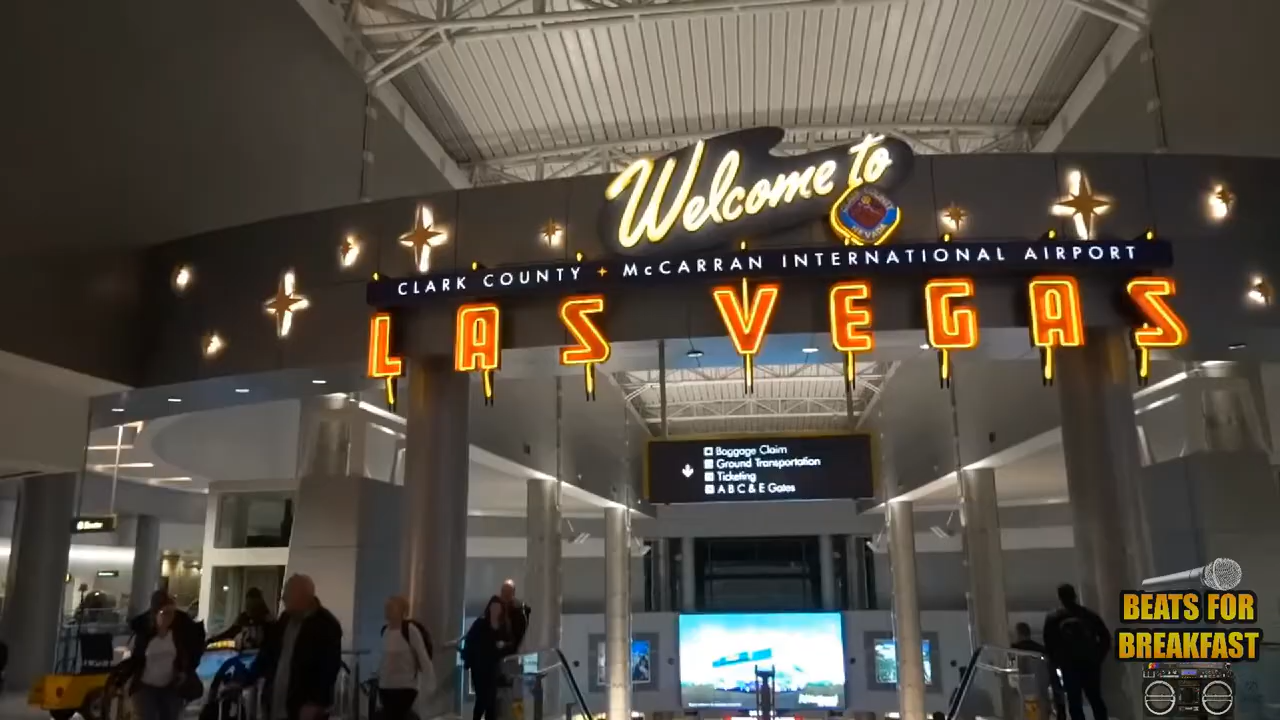 Welcome to
CLARK COUNTY McCARRAN INTERNATIONAL AIRPORT
LAS VEGAS
Baggage Claim
Ground Transportation
Ticketing
A B C & E Gates
BEATS FOR
BREAKFAST